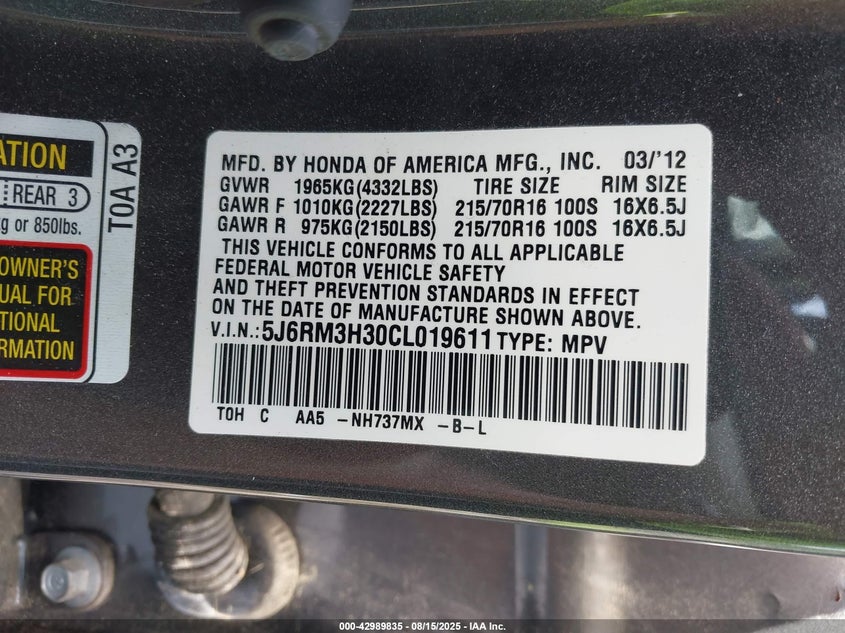 ATION
REAR 3
g or 850lbs.
OWNER'S
UAL FOR
TIONAL
ORMATION
TOA A3
MFD. BY HONDA OF AMERICA MFG., INC. 03/'12
GVWR 1965KG(4332LBS) TIRE SIZE RIM SIZE
GAWR F 1010KG(2227LBS) 215/70R16 100S 16X6.5J
GAWR R 975KG(2150LBS) 215/70R16 100S 16X6.5J
THIS VEHICLE CONFORMS TO ALL APPLICABLE
FEDERAL MOTOR VEHICLE SAFETY
AND THEFT PREVENTION STANDARDS IN EFFECT
ON THE DATE OF MANUFACTURE SHOWN ABOVE.
V.I.N.:5J6RM3H30CL019611 TYPE: MPV
TOH C AA5 -NH737MX -B-L
000-42989835 - 08/15/2025 - IAA Inc.